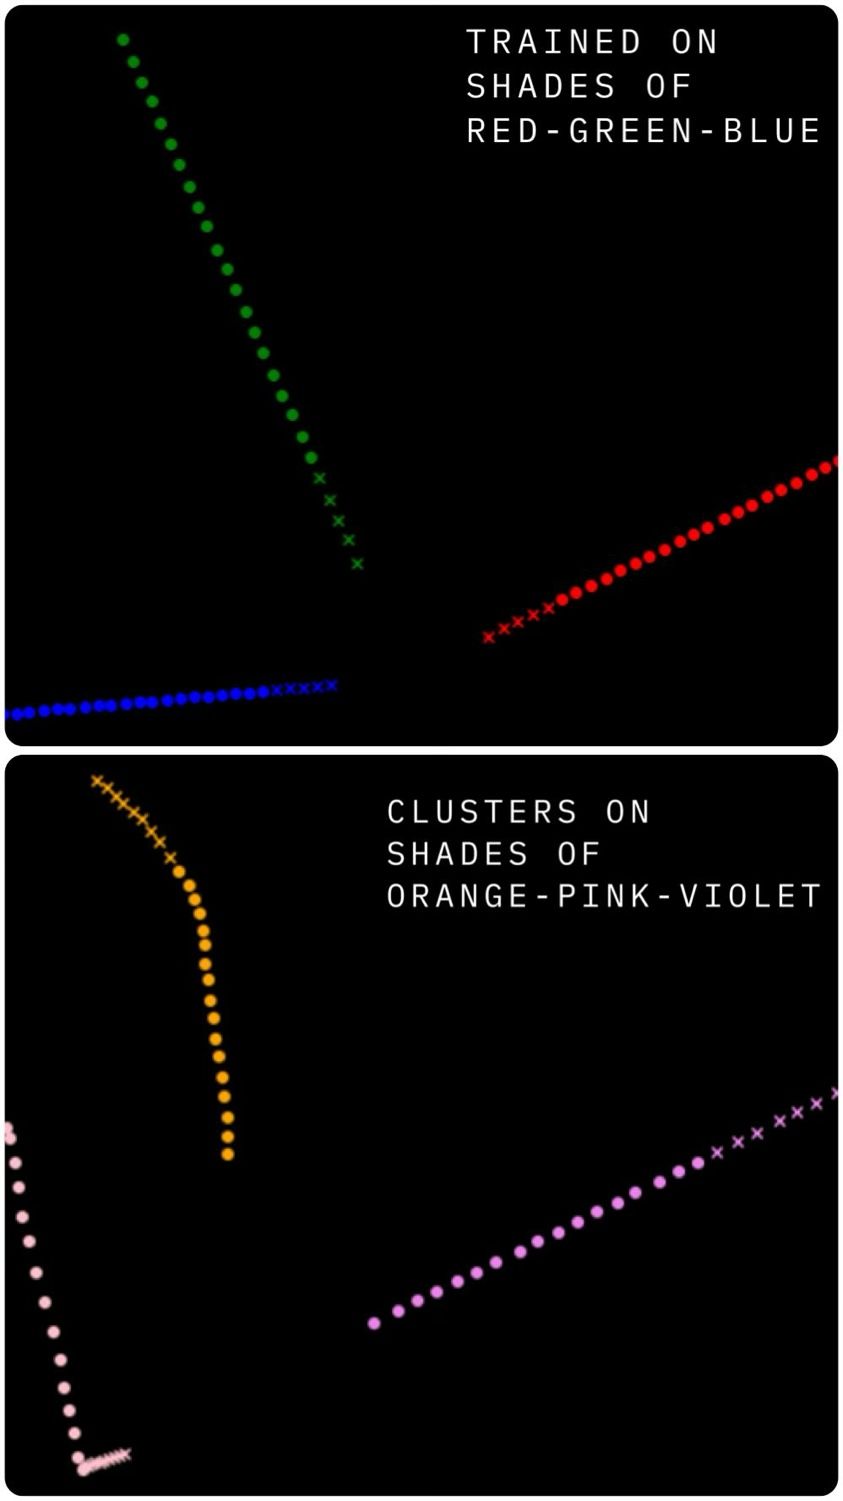 TRAINED ON
SHADES OF
RED-GREEN-BLUE
CLUSTERS ON
SHADES OF
ORANGE-PINK-VIOLET